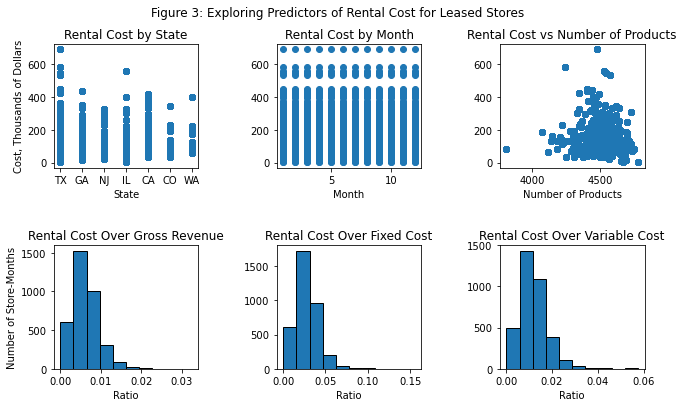 Figure 3: Exploring Predictors of Rental Cost for Leased Stores
Rental Cost by State
Cost, Thousands of Dollars
600
400
200
0
TX GA NJ IL CA CO WA
State
Rental Cost by Month
600
400
200
0
5 10
Month
Rental Cost vs Number of Products
600
400
200
0
4000 4500
Number of Products
Rental Cost Over Gross Revenue
Number of Store-Months
1500
1000
500
0
0.00 0.01 0.02 0.03
Ratio
Rental Cost Over Fixed Cost
1500
1000
500
0
0.00 0.05 0.10 0.15
Ratio
Rental Cost Over Variable Cost
1500
1000
500
0
0.00 0.02 0.04 0.06
Ratio